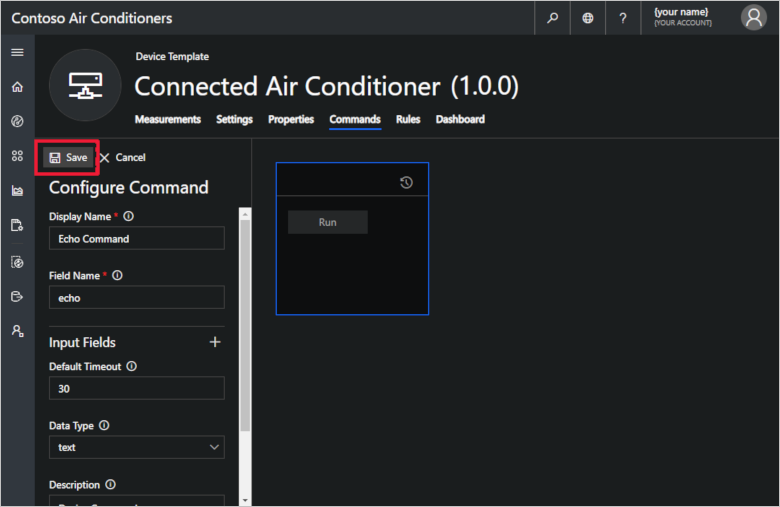 Contoso Air Conditioners
?
{your name}
{YOUR ACCOUNT}
Device Template
Connected Air Conditioner (1.0.0)
Measurements Settings Properties Commands Rules Dashboard
Save Cancel
Configure Command
Display Name *
Echo Command
Field Name *
echo
Input Fields +
Default Timeout
30
Data Type
text
Description
Run